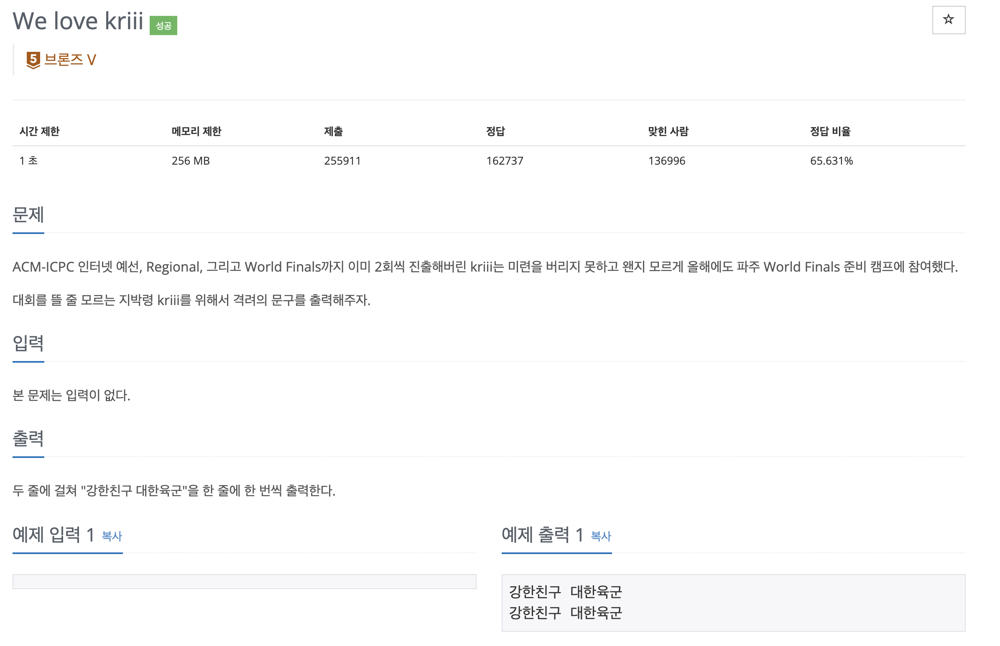 We love kriii 성공
5 브론즈 V
시간 제한 메모리 제한 제출 정답 맞힌 사람 정답 비율
1 초 256 MB 255911 162737 136996 65.631%
문제
ACM-ICPC 인터넷 예선, Regional, 그리고 World Finals까지 이미 2회씩 진출해버린 kriii는 미련을 버리지 못하고 왠지 모르게 올해에도 파주 World Finals 준비 캠프에 참여했다.
대회를 뜰 줄 모르는 지박령 kriii를 위해서 격려의 문구를 출력해주자.
입력
본 문제는 입력이 없다.
출력
두 줄에 걸쳐 "강한친구 대한육군"을 한 줄에 한 번씩 출력한다.
예제 입력 1 복사
예제 출력 1 복사
강한친구 대한육군
강한친구 대한육군